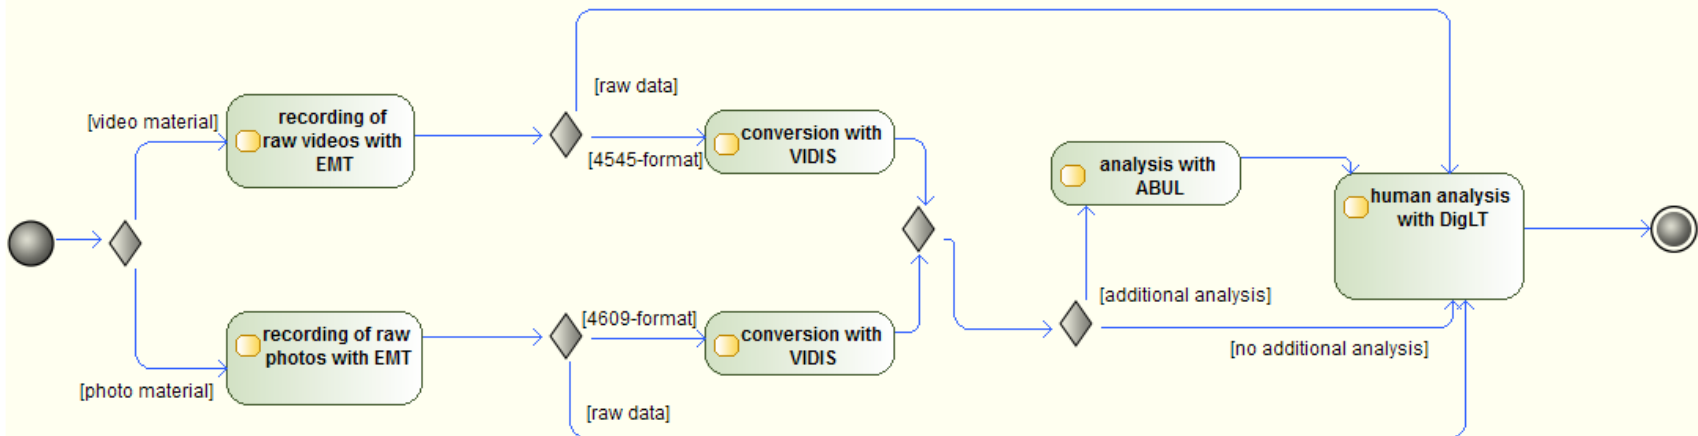 [raw data]
[video material]
recording of
raw videos with
EMT
conversion with
VIDIS
[4545-format]
analysis with
ABUL
human analysis
with DigLT
[additional analysis]
[no additional analysis]
recording of raw
photos with EMT
[4609-format]
conversion with
VIDIS
[photo material]
[raw data]